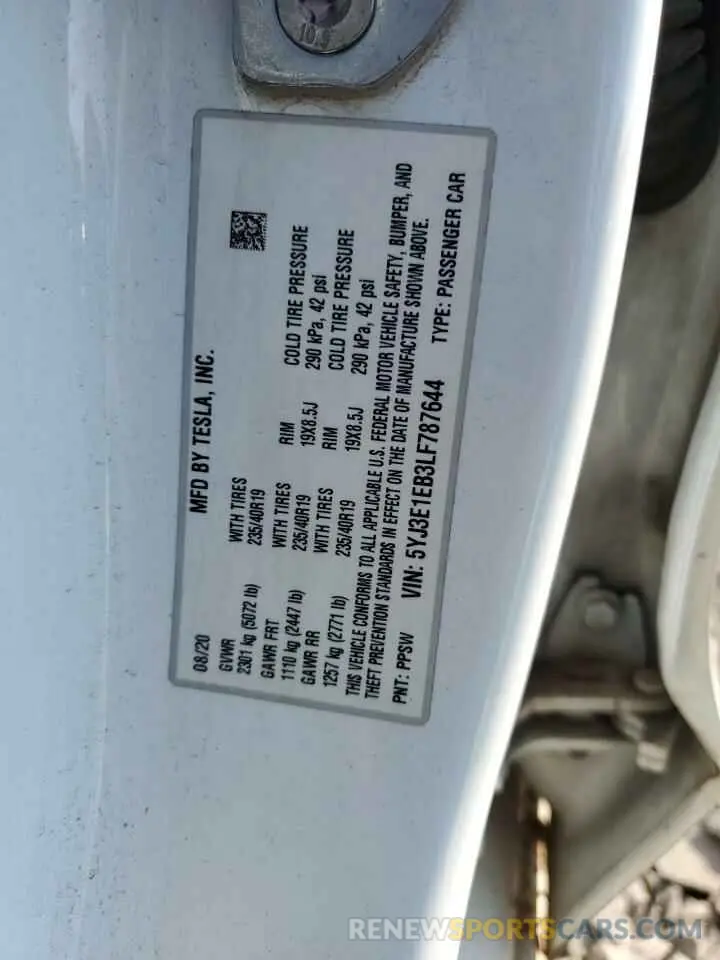 MFD BY TESLA, INC.
08/20
GVWR
2301 kg (5072 lb)
WITH TIRES
235/40R19
GAWR FRT
1110 kg (2447 lb)
WITH TIRES
235/40R19
RIM
19X8.5J
COLD TIRE PRESSURE
290 kPa, 42 psi
GAWR RR
1257 kg (2771 lb)
WITH TIRES
235/40R19
RIM
19X8.5J
COLD TIRE PRESSURE
290 kPa, 42 psi
THIS VEHICLE CONFORMS TO ALL APPLICABLE U.S. FEDERAL MOTOR VEHICLE SAFETY, BUMPER, AND
THEFT PREVENTION STANDARDS IN EFFECT ON THE DATE OF MANUFACTURE SHOWN ABOVE.
PNT: PPSW VIN: 5YJ3E1EB3LF787644 TYPE: PASSENGER CAR
RENEWSPORTSCARS.COM